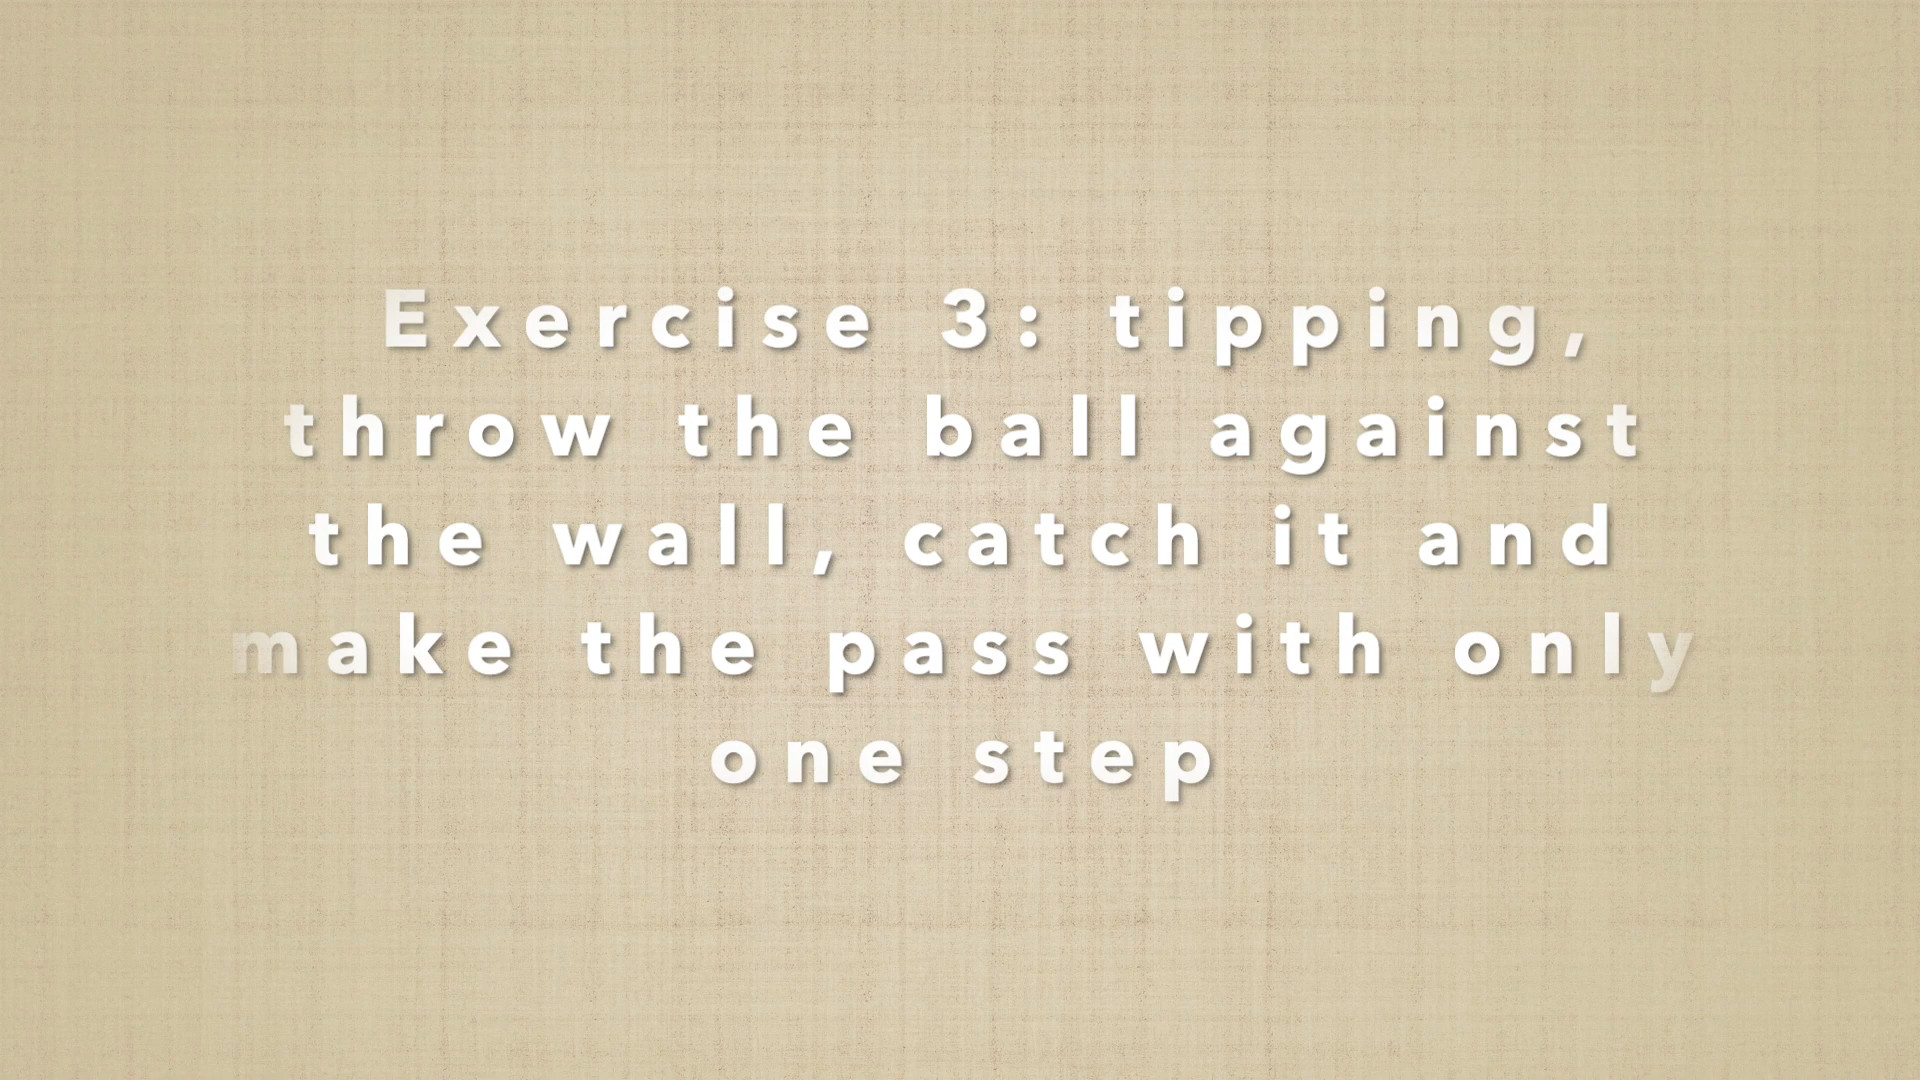 Exercise 3: tipping,
throw the ball against
the wall, catch it and
make the pass with only
one step